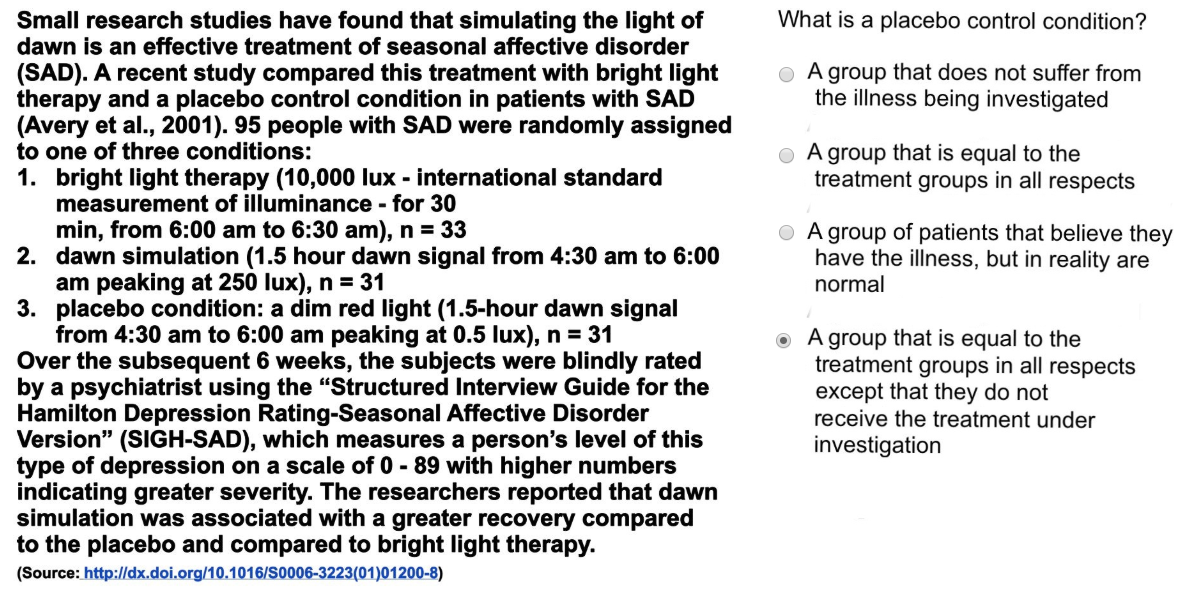 Small research studies have found that simulating the light of
dawn is an effective treatment of seasonal affective disorder
(SAD). A recent study compared this treatment with bright light
therapy and a placebo control condition in patients with SAD
(Avery et al., 2001). 95 people with SAD were randomly assigned
to one of three conditions:
1. bright light therapy (10,000 lux - international standard
measurement of illuminance - for 30
min, from 6:00 am to 6:30 am), n = 33
2. dawn simulation (1.5 hour dawn signal from 4:30 am to 6:00
am peaking at 250 lux), n = 31
3. placebo condition: a dim red light (1.5-hour dawn signal
from 4:30 am to 6:00 am peaking at 0.5 lux), n = 31
Over the subsequent 6 weeks, the subjects were blindly rated
by a psychiatrist using the “Structured Interview Guide for the
Hamilton Depression Rating-Seasonal Affective Disorder
Version” (SIGH-SAD), which measures a person’s level of this
type of depression on a scale of 0 - 89 with higher numbers
indicating greater severity. The researchers reported that dawn
simulation was associated with a greater recovery compared
to the placebo and compared to bright light therapy.
(Source: http://dx.doi.org/10.1016/S0006-3223(01)01200-8)
What is a placebo control condition?
A group that does not suffer from
the illness being investigated
A group that is equal to the
treatment groups in all respects
A group of patients that believe they
have the illness, but in reality are
normal
A group that is equal to the
treatment groups in all respects
except that they do not
receive the treatment under
investigation